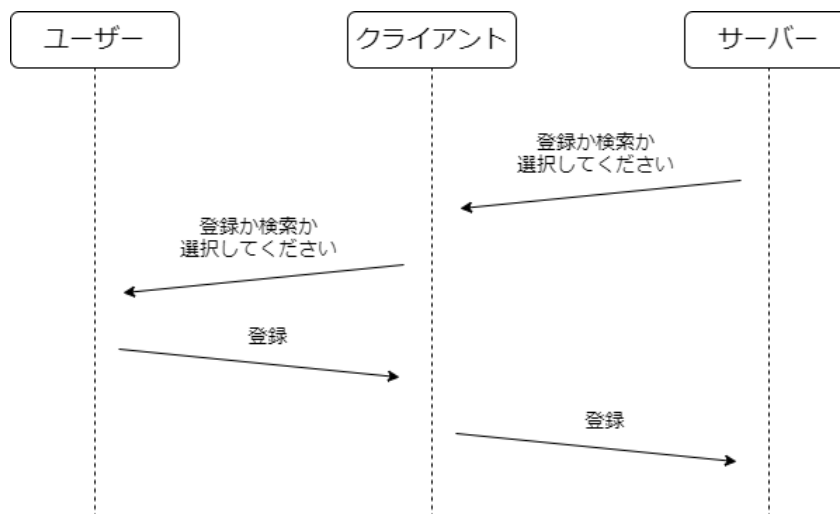 ユーザー
クライアント
サーバー
登録か検索か
選択してください
登録か検索か
選択してください
登録
登録